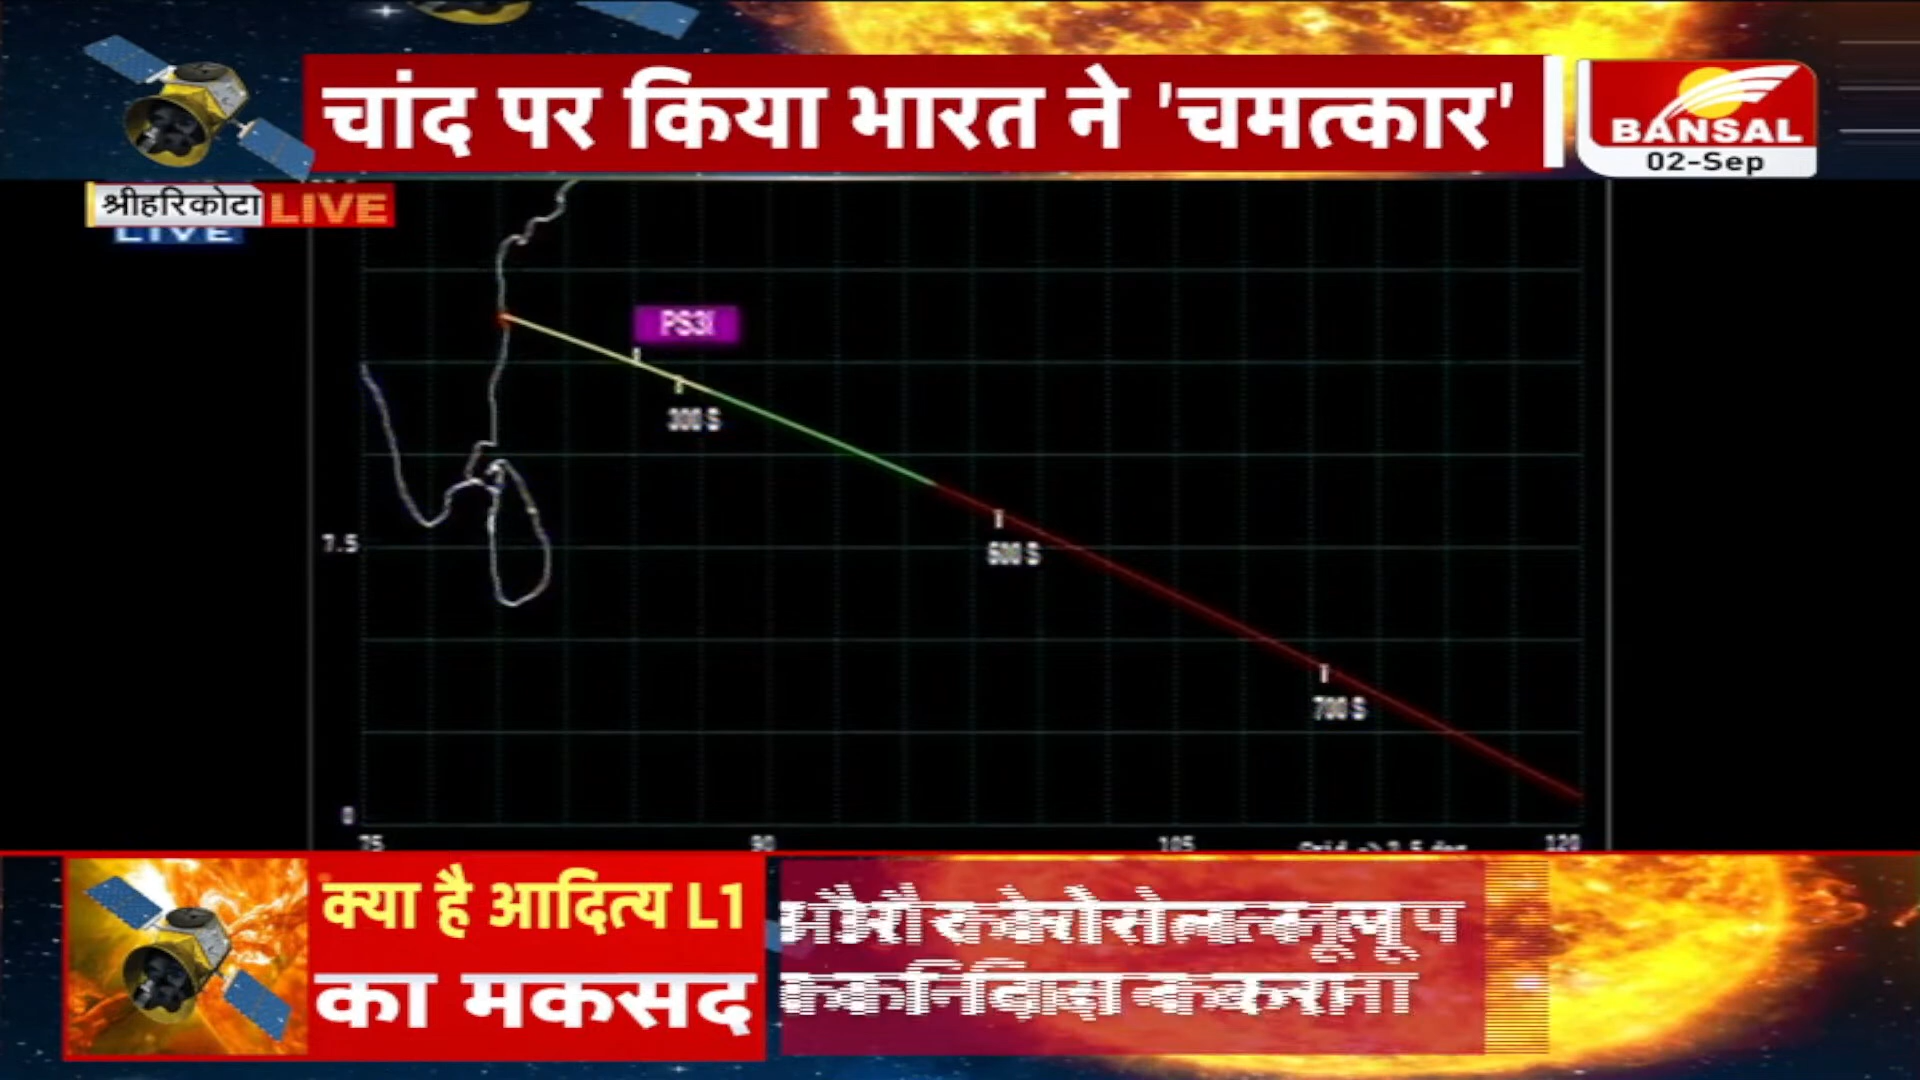 चांद पर किया भारत ने 'चमत्कार'
BANSAL
02-Sep
श्रीहरिकोटा LIVE
LIVE
300 S
7.5
600 S
700 S
0
75 90 105 120
क्या है आदित्य L1
का मकसद